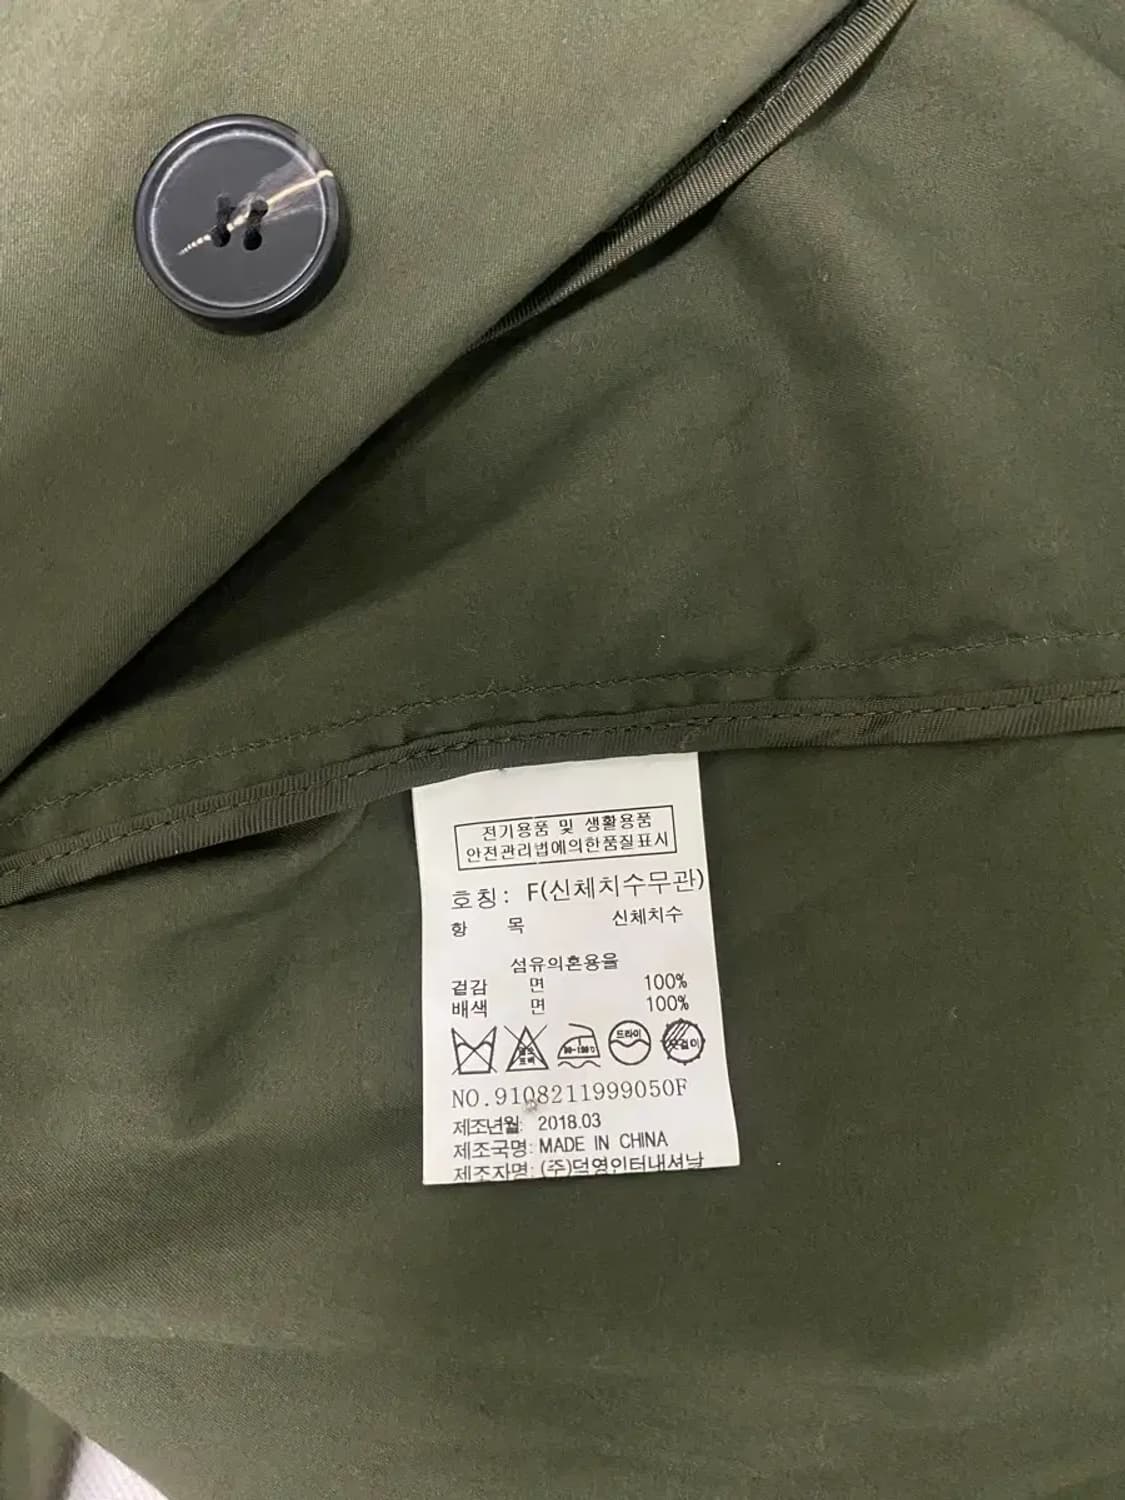 전기용품 및 생활용품
안전관리법에의한품질표시
호칭: F(신체치수무관)
항 목 신체치수
섬유의혼용율
겉감 면 100%
배색 면 100%
드라이
옷걸이
NO.9108211999050F
제조년월: 2018.03
제조국명: MADE IN CHINA
제조자명: (주)덕영인터내셔날